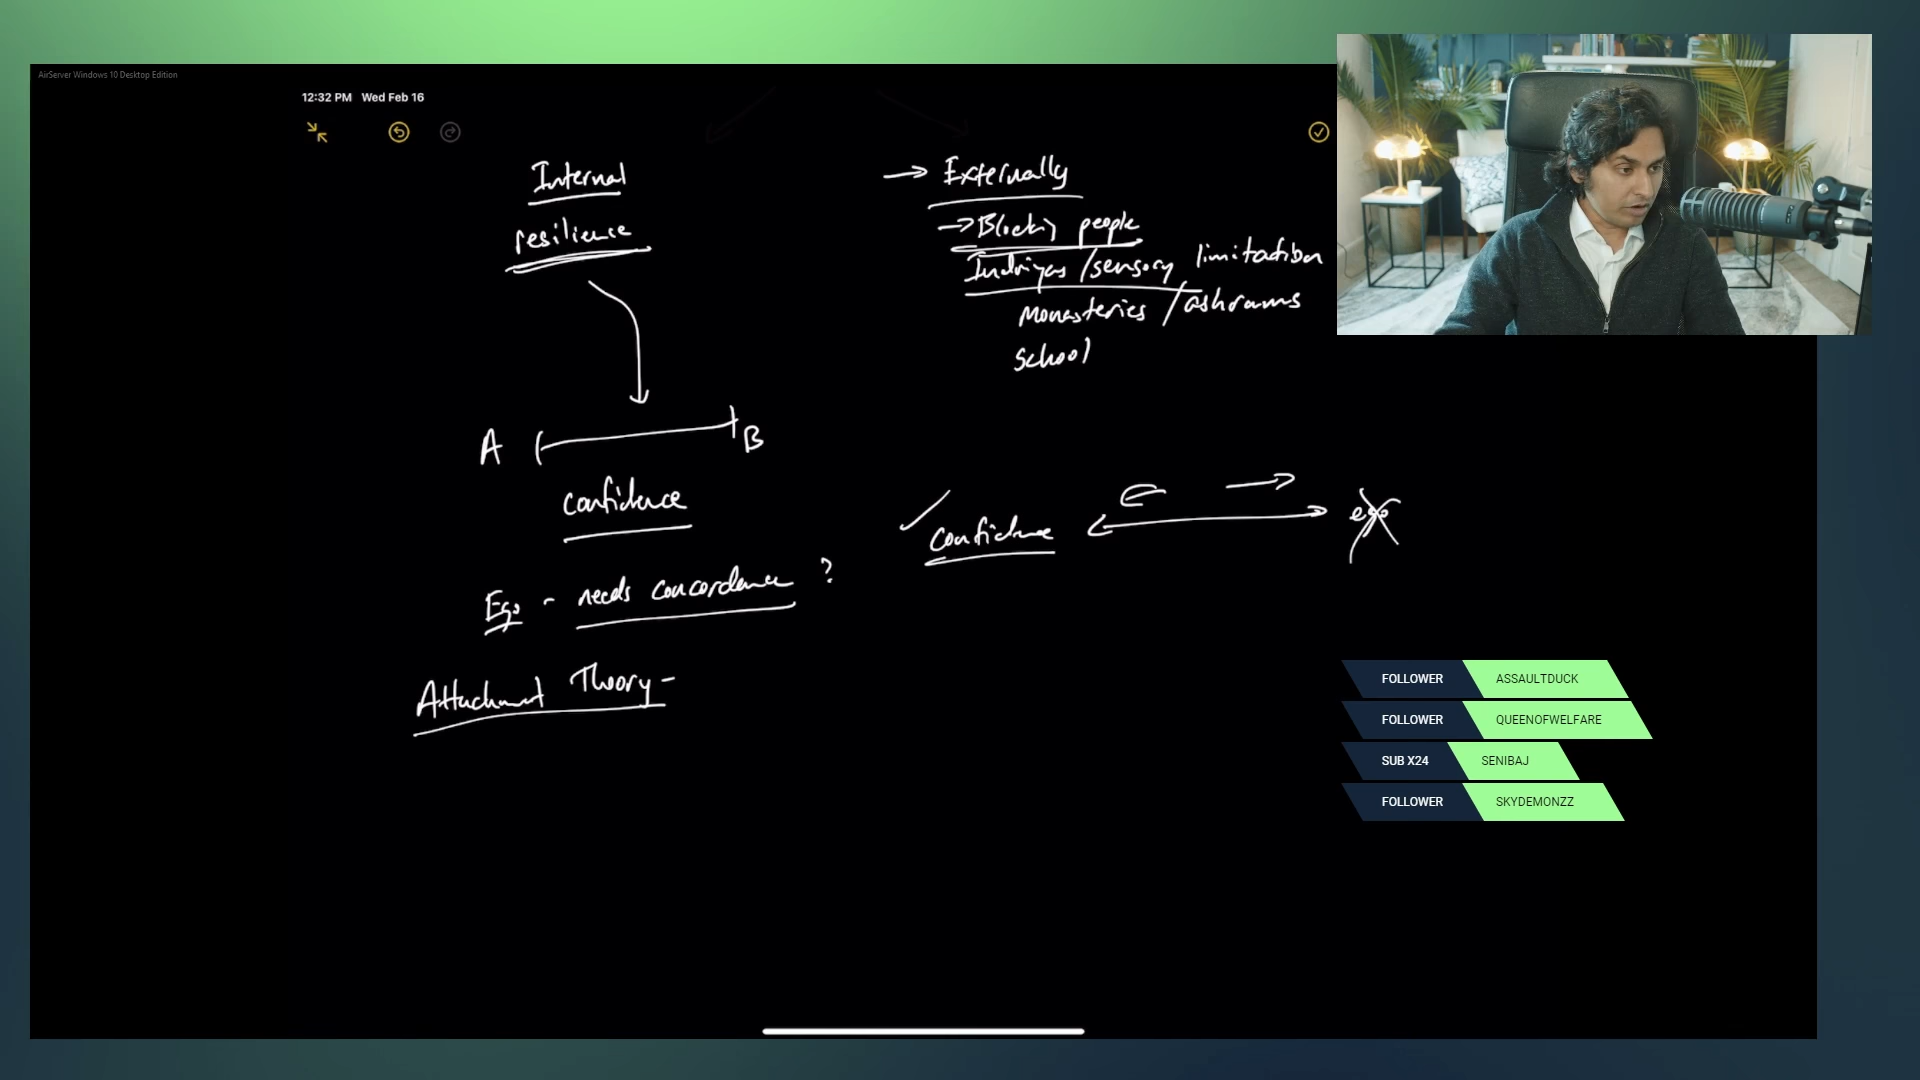 AirServer Windows 10 Desktop Edition
12:32 PM Wed Feb 16
Internal
resilience
→ Externally
→ Blocking people
Indriyas / sensory limitation
monasteries / ashrams
school
A B
confidence
Confidence ego
Ego - needs concordance ?
Attachment Theory -
FOLLOWER ASSAULTDUCK
FOLLOWER QUEENOFWELFARE
SUB X24 SENIBAJ
FOLLOWER SKYDEMONZZ